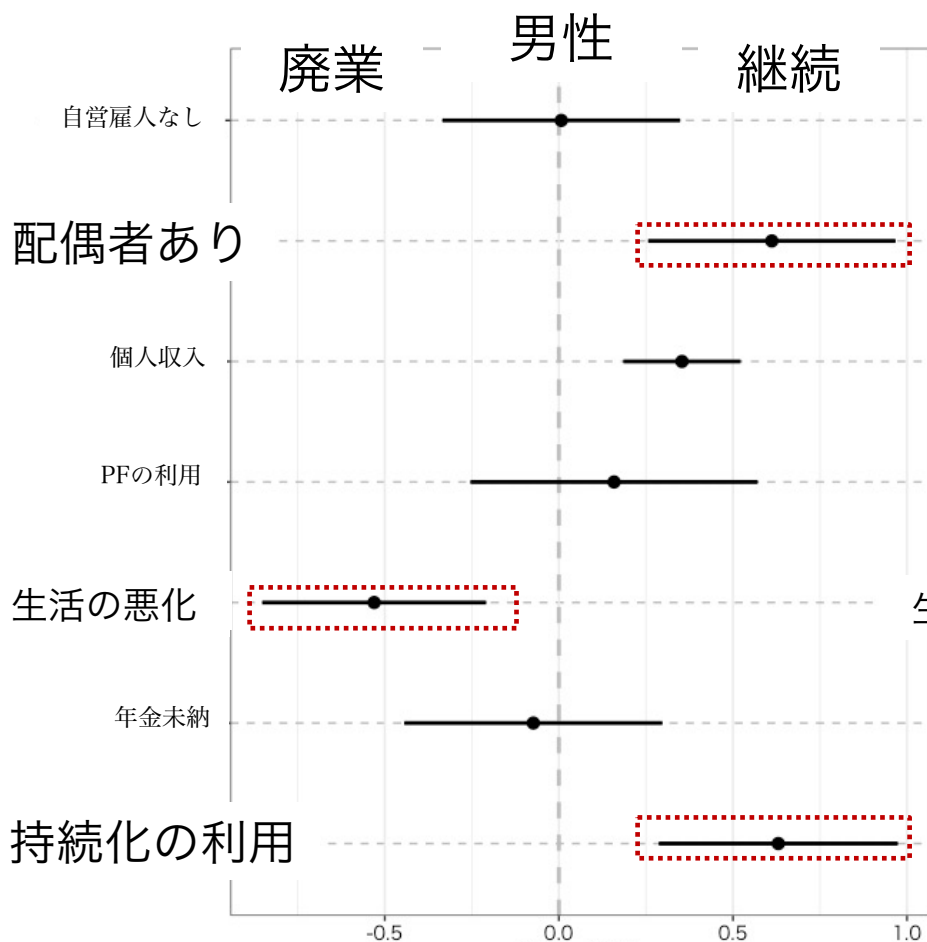 男性
廃業
継続
自営雇人なし
配偶者あり
個人収入
PFの利用
生活の悪化
年金未納
持続化の利用
-0.5
0.0
0.5
1.0